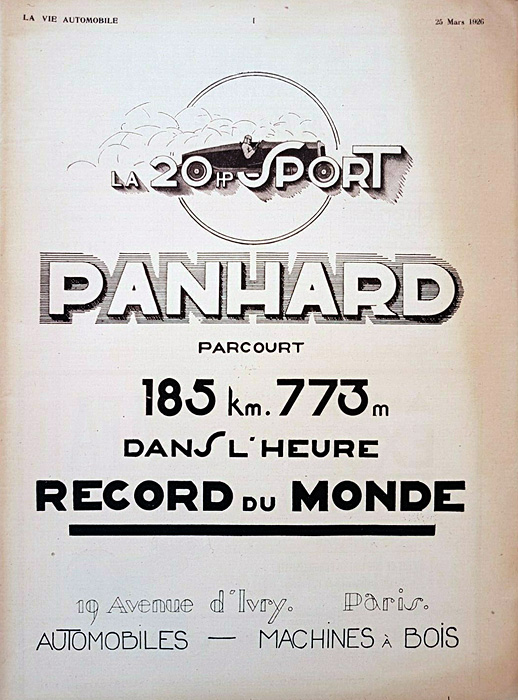 LA VIE AUTOMOBILE I 25 Mars 1926
LA 20 HP SPORT
PANHARD
PARCOURT
185 km. 773 m
DANS L'HEURE
RECORD DU MONDE
19 Avenue d'Ivry. Paris.
AUTOMOBILES — MACHINES À BOIS